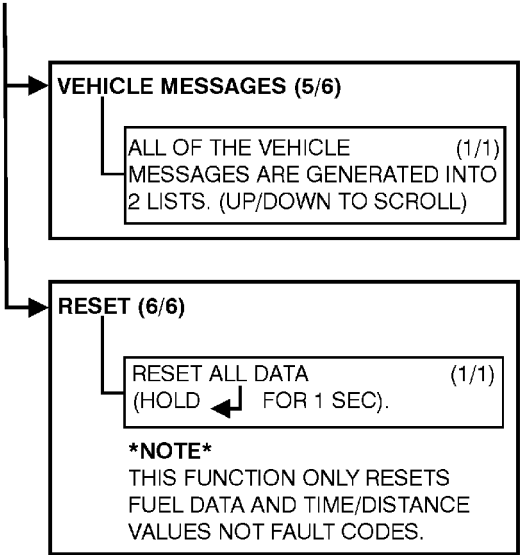 VEHICLE MESSAGES (5/6)
ALL OF THE VEHICLE (1/1)
MESSAGES ARE GENERATED INTO
2 LISTS. (UP/DOWN TO SCROLL)
RESET (6/6)
RESET ALL DATA (1/1)
(HOLD FOR 1 SEC).
*NOTE*
THIS FUNCTION ONLY RESETS
FUEL DATA AND TIME/DISTANCE
VALUES NOT FAULT CODES.